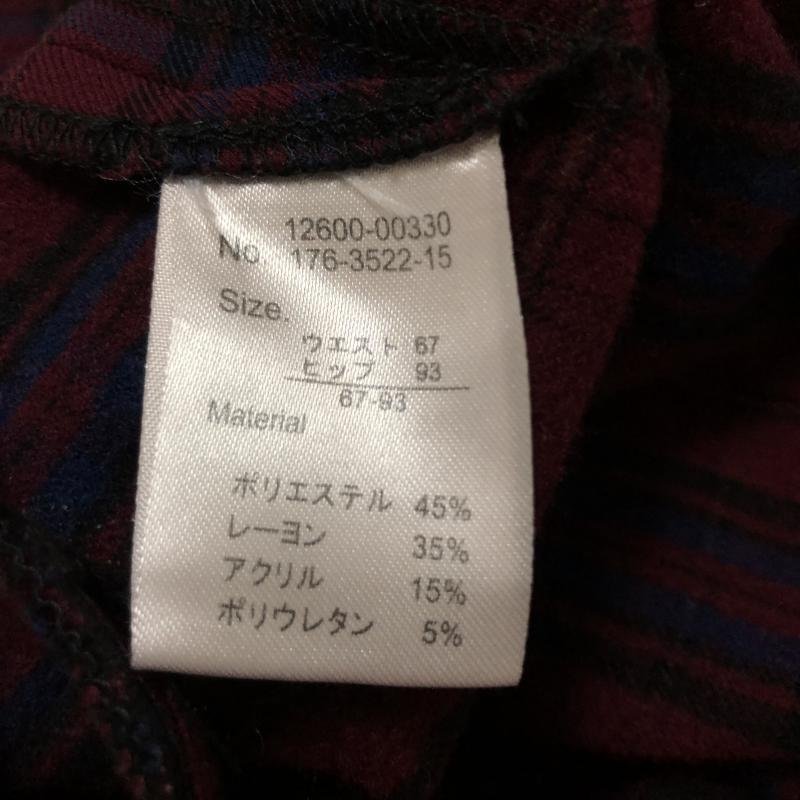 12600-00330
No 176-3522-15
Size.
ウエスト 67
ヒップ 93
67-93
Material
ポリエステル 45%
レーヨン 35%
アクリル 15%
ポリウレタン 5%